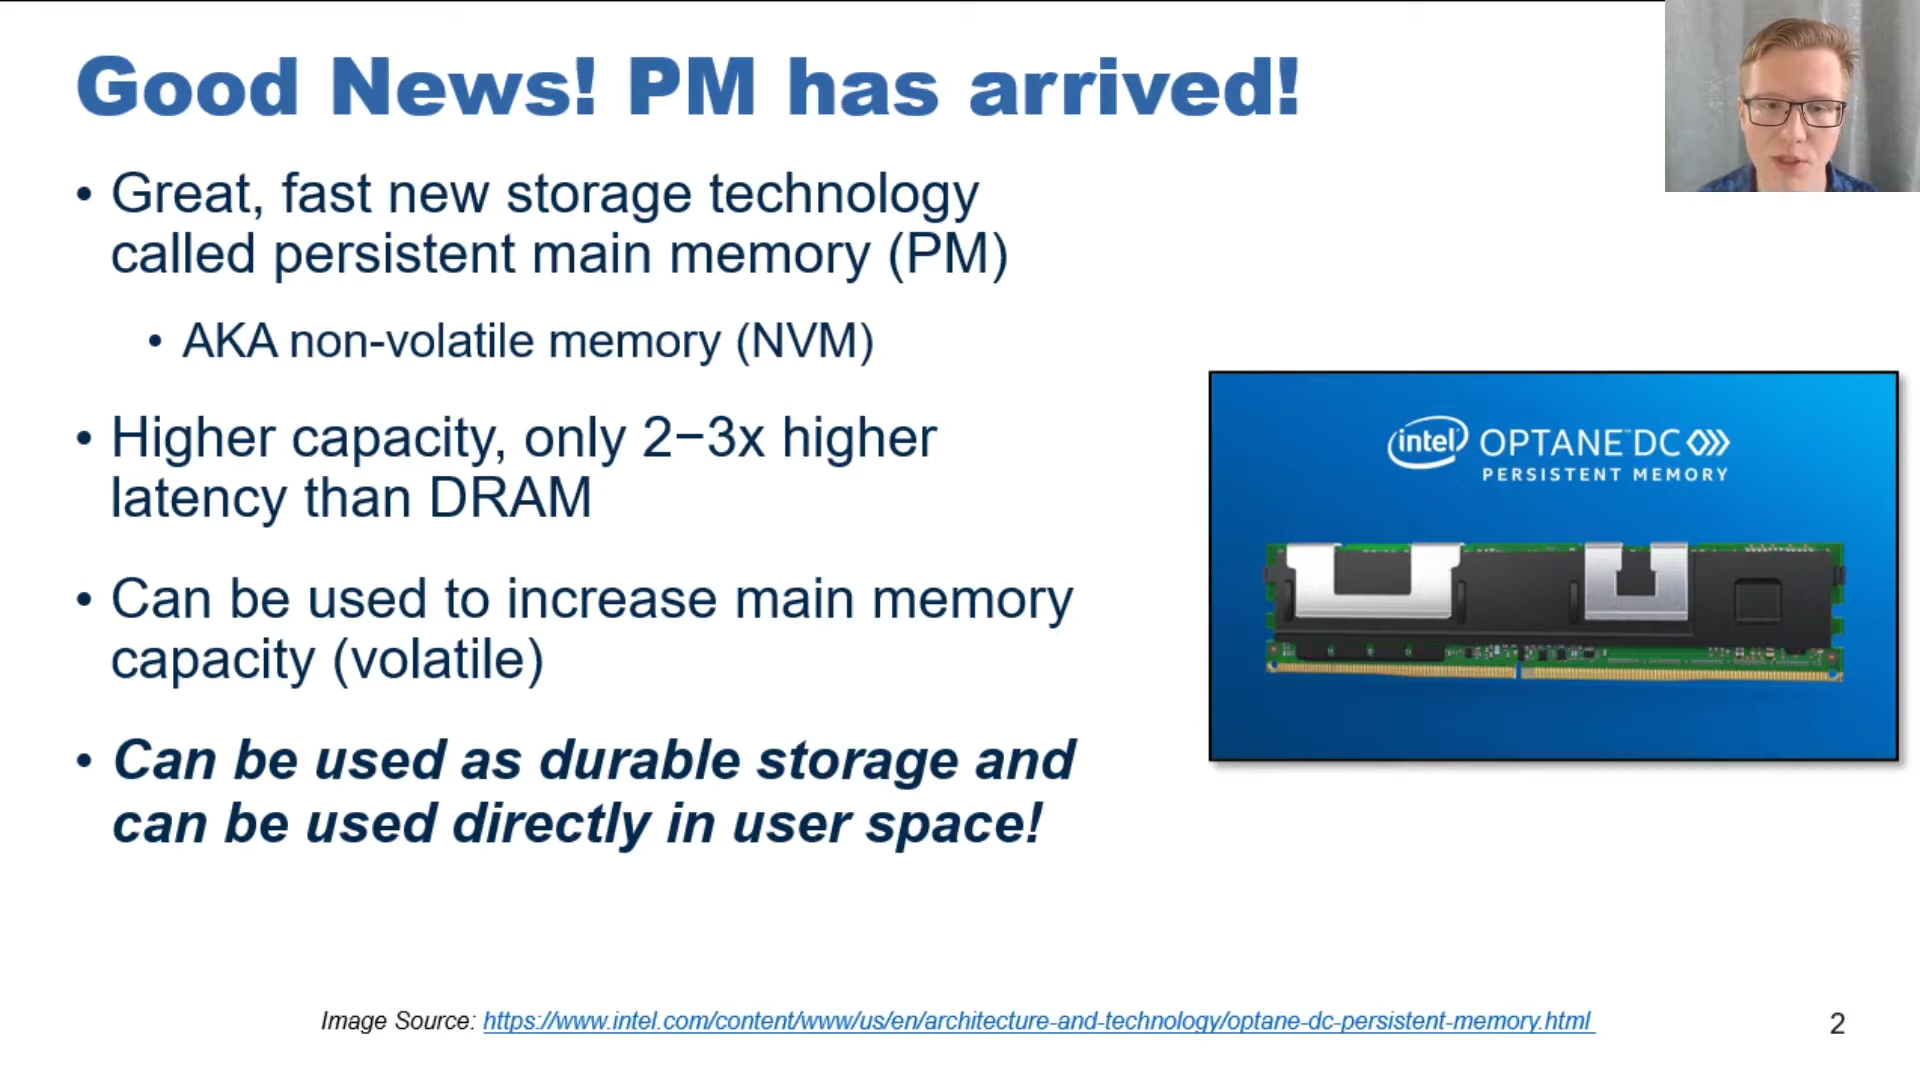 Good News! PM has arrived!
• Great, fast new storage technology
called persistent main memory (PM)
• AKA non-volatile memory (NVM)
• Higher capacity, only 2−3x higher
latency than DRAM
• Can be used to increase main memory
capacity (volatile)
• Can be used as durable storage and
can be used directly in user space!
intel OPTANE™ DC
PERSISTENT MEMORY
Image Source: https://www.intel.com/content/www/us/en/architecture-and-technology/optane-dc-persistent-memory.html
2